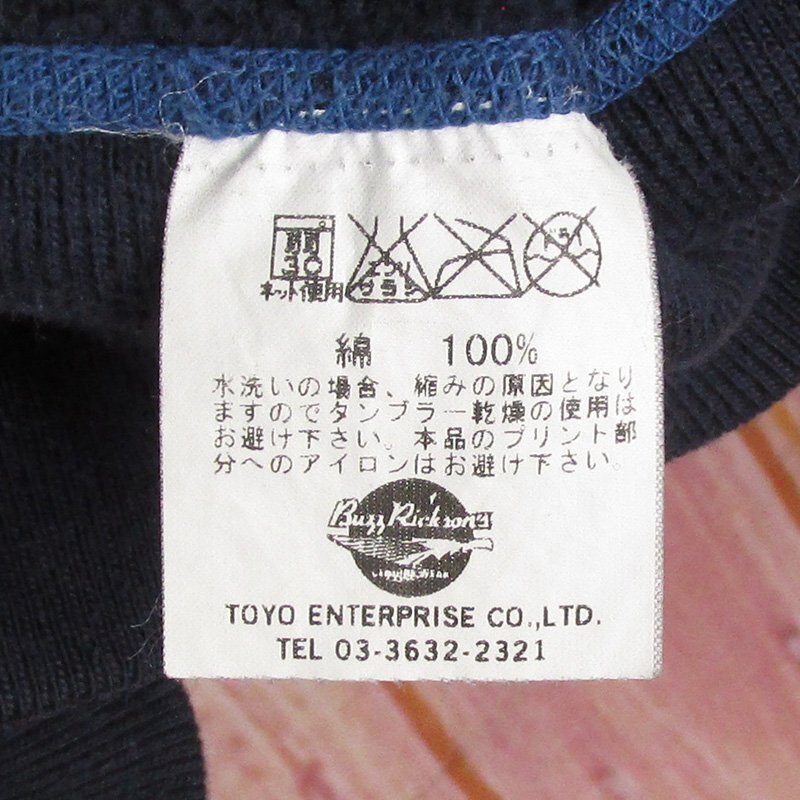 弱
30
ネット使用
エンソ
サラシ
ドライ
綿 100%
水洗いの場合、縮みの原因となり
ますのでタンブラー乾燥の使用は
お避け下さい。本品のプリント部
分へのアイロンはお避け下さい。
Buzz Rickson's
TOYO ENTERPRISE CO.,LTD.
TEL 03-3632-2321